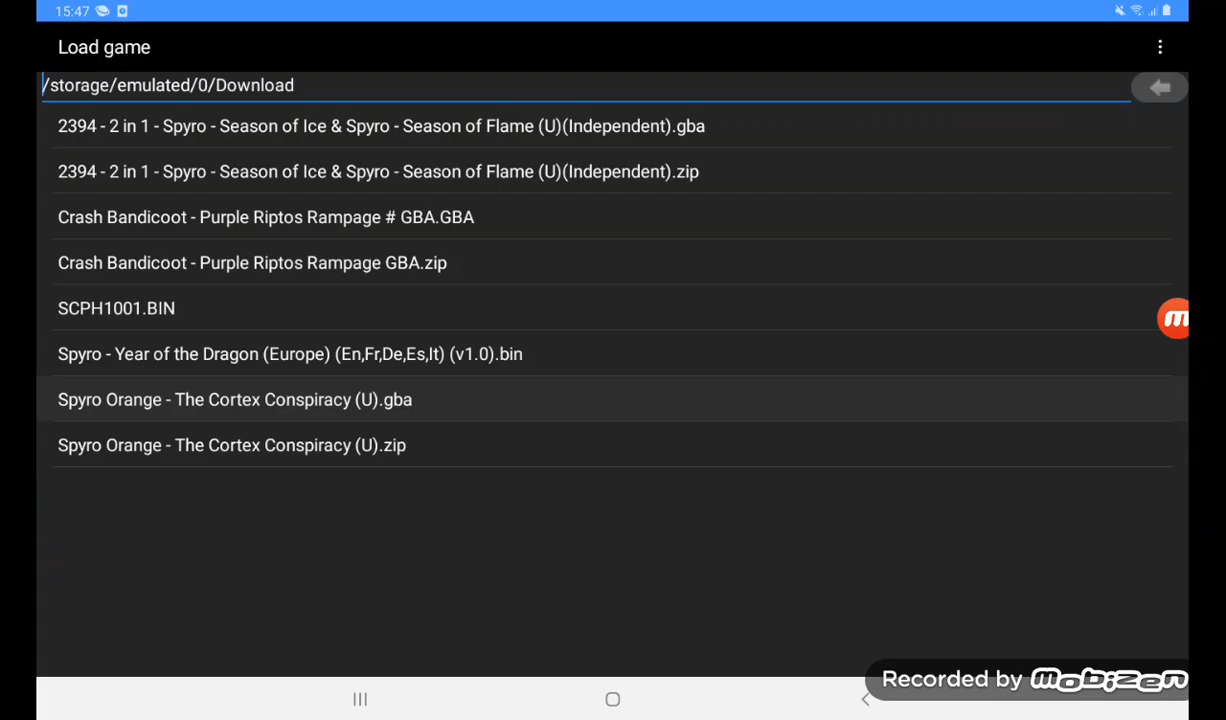 15:47
Load game
/storage/emulated/0/Download
2394 - 2 in 1 - Spyro - Season of Ice & Spyro - Season of Flame (U)(Independent).gba
2394 - 2 in 1 - Spyro - Season of Ice & Spyro - Season of Flame (U)(Independent).zip
Crash Bandicoot - Purple Riptos Rampage # GBA.GBA
Crash Bandicoot - Purple Riptos Rampage GBA.zip
SCPH1001.BIN
Spyro - Year of the Dragon (Europe) (En,Fr,De,Es,It) (v1.0).bin
Spyro Orange - The Cortex Conspiracy (U).gba
Spyro Orange - The Cortex Conspiracy (U).zip
Recorded by mobizen